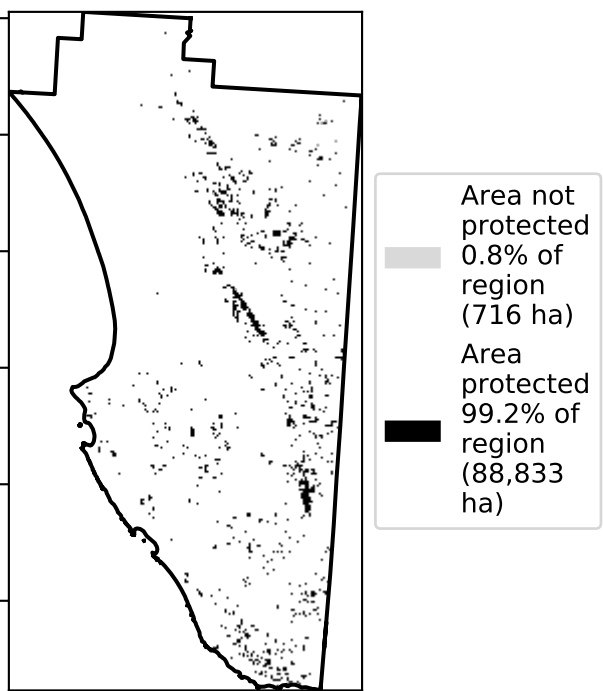 Area not
protected
0.8% of
region
(716 ha)
Area
protected
99.2% of
region
(88,833
ha)